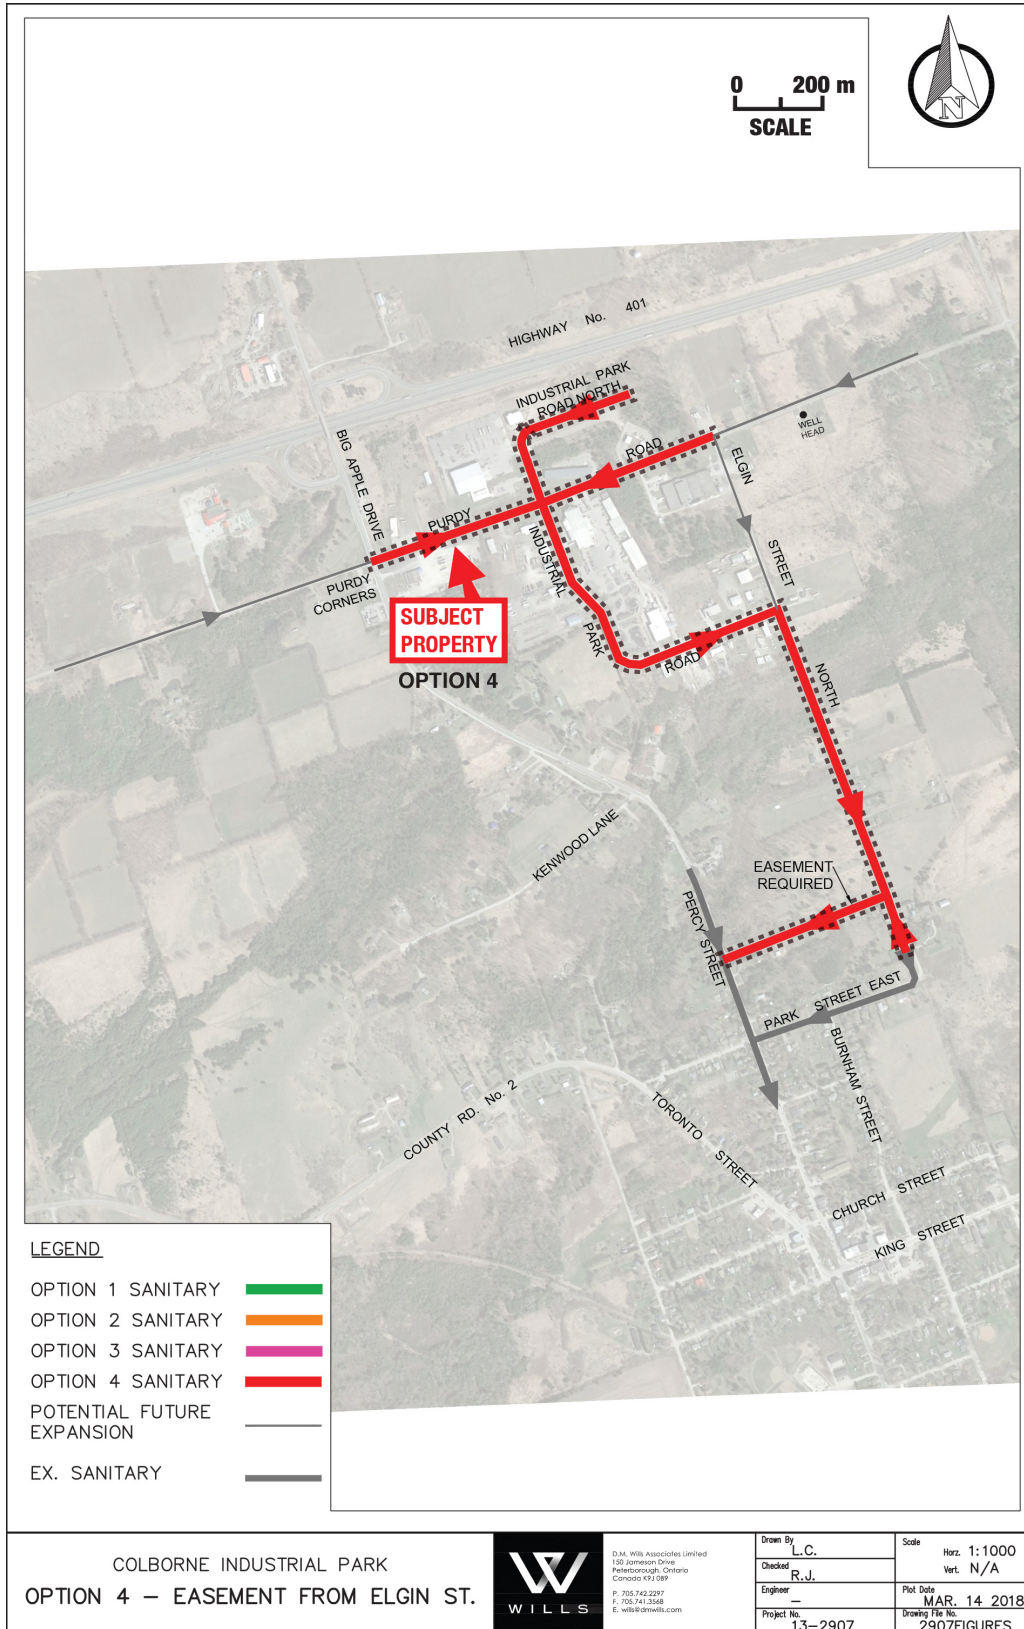 0 200 m
SCALE
N
HIGHWAY No. 401
INDUSTRIAL PARK
ROAD NORTH
WELL
HEAD
BIG APPLE DRIVE
ROAD
ELGIN
PURDY
INDUSTRIAL
STREET
PURDY
CORNERS
SUBJECT
PROPERTY
OPTION 4
PARK
ROAD
NORTH
KENWOOD LANE
EASEMENT
REQUIRED
PERCY STREET
PARK STREET EAST
BURNHAM STREET
COUNTY RD. No. 2
TORONTO STREET
CHURCH STREET
KING STREET
LEGEND
OPTION 1 SANITARY
OPTION 2 SANITARY
OPTION 3 SANITARY
OPTION 4 SANITARY
POTENTIAL FUTURE
EXPANSION
EX. SANITARY
COLBORNE INDUSTRIAL PARK
OPTION 4 – EASEMENT FROM ELGIN ST.
WILLS
D.M. Wills Associates Limited
150 Jameson Drive
Peterborough, Ontario
Canada K9J 0B9
P. 705.742.2297
F. 705.741.3568
E. wills@dmwills.com
Drawn By L.C.
Checked R.J.
Engineer –
Project No. 13-2907
Scale
Horz. 1:1000
Vert. N/A
Plot Date
MAR. 14 2018
Drawing File No.
2907FIGURES